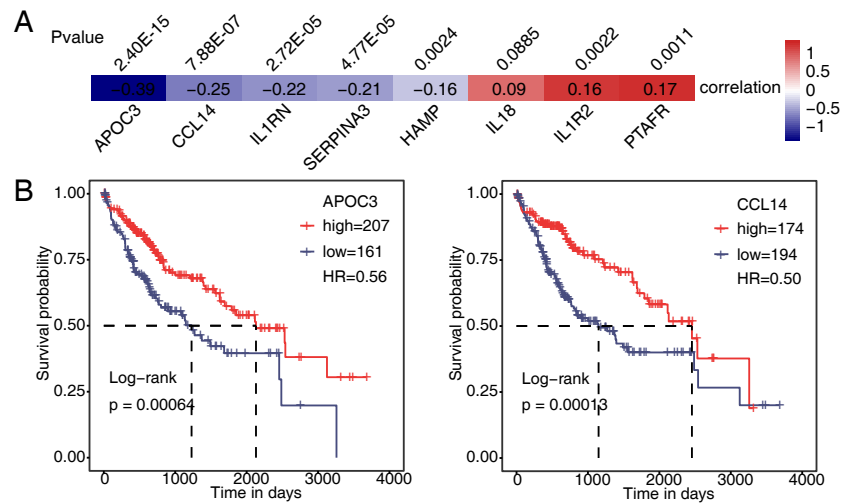 A
Pvalue
2.40E-15 7.88E-07 2.72E-05 4.77E-05 0.0024 0.0885 0.0022 0.0011
−0.39 −0.25 −0.22 −0.21 −0.16 0.09 0.16 0.17 correlation
APOC3 CCL14 IL1RN SERPINA3 HAMP IL18 IL1R2 PTAFR
1
0.5
0
−0.5
−1
B
Survival probability
1.00
0.75
0.50
0.25
0.00
APOC3
high=207
low=161
HR=0.56
Log−rank
p = 0.00064
0 1000 2000 3000 4000
Time in days
Survival probability
1.00
0.75
0.50
0.25
0.00
CCL14
high=174
low=194
HR=0.50
Log−rank
p = 0.00013
0 1000 2000 3000 4000
Time in days